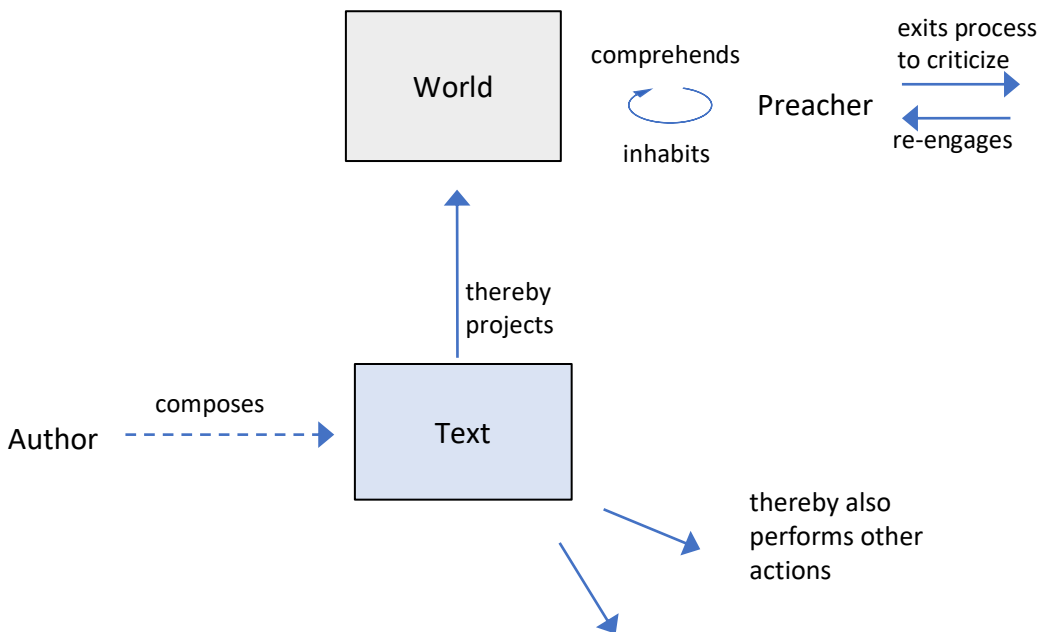 exits process
to criticize
comprehends
World
Preacher
inhabits
re-engages
thereby
projects
composes
Author
Text
thereby also
performs other
actions